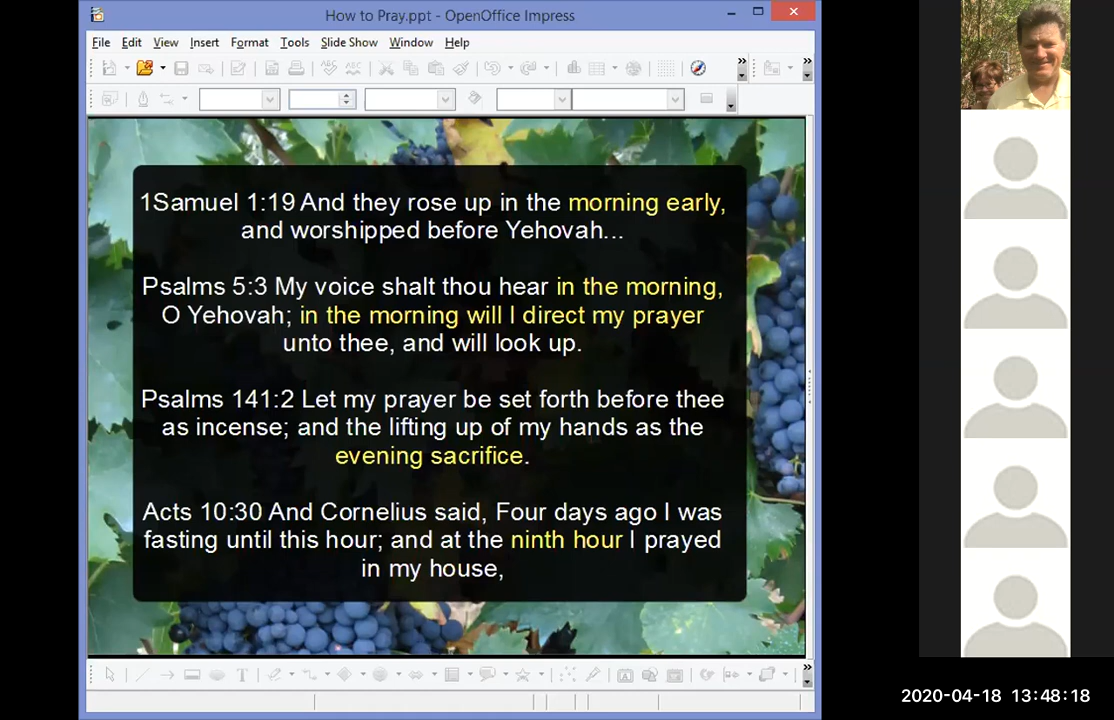 How to Pray.ppt - OpenOffice Impress
File Edit View Insert Format Tools Slide Show Window Help
1Samuel 1:19 And they rose up in the morning early,
and worshipped before Yehovah...
Psalms 5:3 My voice shalt thou hear in the morning,
O Yehovah; in the morning will I direct my prayer
unto thee, and will look up.
Psalms 141:2 Let my prayer be set forth before thee
as incense; and the lifting up of my hands as the
evening sacrifice.
Acts 10:30 And Cornelius said, Four days ago I was
fasting until this hour; and at the ninth hour I prayed
in my house,
2020-04-18 13:48:18